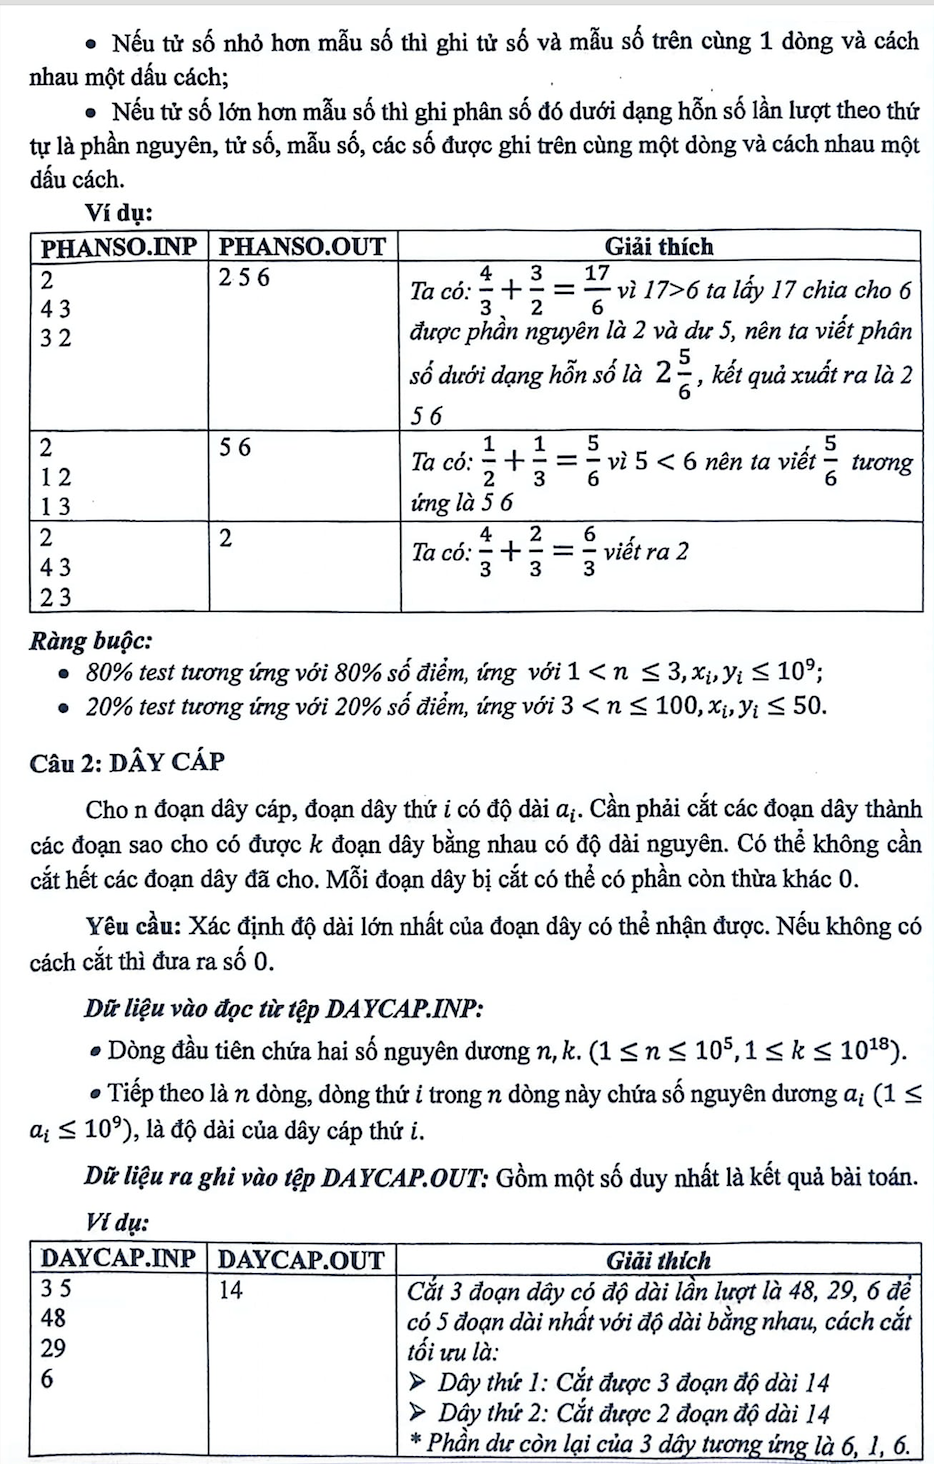 • Nếu tử số nhỏ hơn mẫu số thì ghi tử số và mẫu số trên cùng 1 dòng và cách
nhau một dấu cách;
• Nếu tử số lớn hơn mẫu số thì ghi phân số đó dưới dạng hỗn số lần lượt theo thứ
tự là phần nguyên, tử số, mẫu số, các số được ghi trên cùng một dòng và cách nhau một
dấu cách.
Ví dụ:
PHANSO.INP PHANSO.OUT Giải thích
2
4 3
3 2
2 5 6
Ta có: 4/3 + 3/2 = 17/6 vì 17>6 ta lấy 17 chia cho 6
được phần nguyên là 2 và dư 5, nên ta viết phân
số dưới dạng hỗn số là 2 5/6, kết quả xuất ra là 2
5 6
2
1 2
1 3
5 6
Ta có: 1/2 + 1/3 = 5/6 vì 5 < 6 nên ta viết 5/6 tương
ứng là 5 6
2
4 3
2 3
2
Ta có: 4/3 + 2/3 = 6/3 viết ra 2
Ràng buộc:
• 80% test tương ứng với 80% số điểm, ứng với 1 < n ≤ 3, xᵢ, yᵢ ≤ 10⁹;
• 20% test tương ứng với 20% số điểm, ứng với 3 < n ≤ 100, xᵢ, yᵢ ≤ 50.
Câu 2: DÂY CÁP
Cho n đoạn dây cáp, đoạn dây thứ i có độ dài aᵢ. Cần phải cắt các đoạn dây thành
các đoạn sao cho có được k đoạn dây bằng nhau có độ dài nguyên. Có thể không cần
cắt hết các đoạn dây đã cho. Mỗi đoạn dây bị cắt có thể có phần còn thừa khác 0.
Yêu cầu: Xác định độ dài lớn nhất của đoạn dây có thể nhận được. Nếu không có
cách cắt thì đưa ra số 0.
Dữ liệu vào đọc từ tệp DAYCAP.INP:
• Dòng đầu tiên chứa hai số nguyên dương n, k. (1 ≤ n ≤ 10⁵, 1 ≤ k ≤ 10¹⁸).
• Tiếp theo là n dòng, dòng thứ i trong n dòng này chứa số nguyên dương aᵢ (1 ≤
aᵢ ≤ 10⁹), là độ dài của dây cáp thứ i.
Dữ liệu ra ghi vào tệp DAYCAP.OUT: Gồm một số duy nhất là kết quả bài toán.
Ví dụ:
DAYCAP.INP DAYCAP.OUT Giải thích
3 5
48
29
6
14
Cắt 3 đoạn dây có độ dài lần lượt là 48, 29, 6 để
có 5 đoạn dài nhất với độ dài bằng nhau, cách cắt
tối ưu là:
➢ Dây thứ 1: Cắt được 3 đoạn độ dài 14
➢ Dây thứ 2: Cắt được 2 đoạn độ dài 14
* Phần dư còn lại của 3 dây tương ứng là 6, 1, 6.